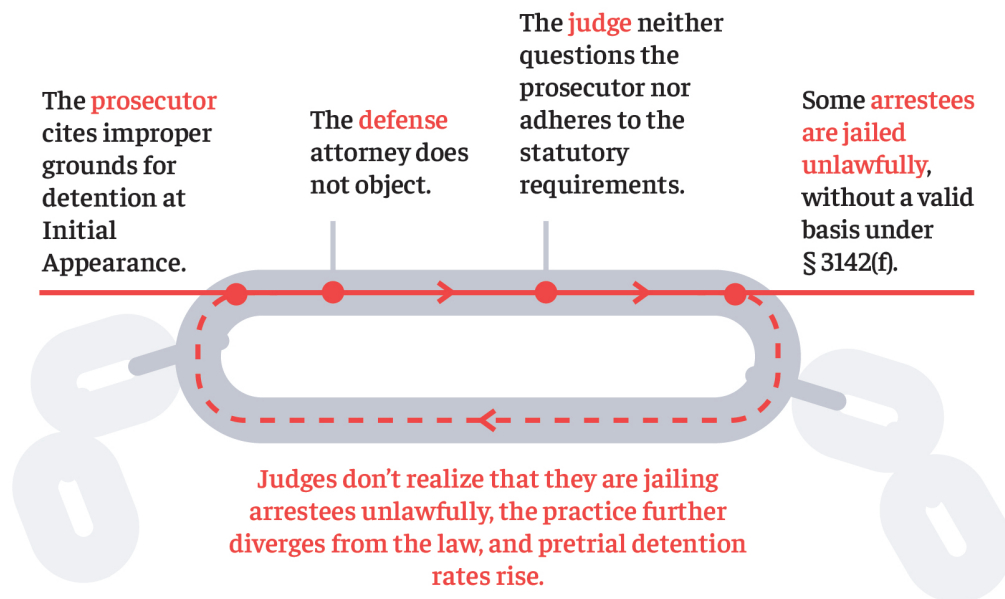 The prosecutor
cites improper
grounds for
detention at
Initial
Appearance.
The defense
attorney does
not object.
The judge neither
questions the
prosecutor nor
adheres to the
statutory
requirements.
Some arrestees
are jailed
unlawfully,
without a valid
basis under
§ 3142(f).
Judges don’t realize that they are jailing
arrestees unlawfully, the practice further
diverges from the law, and pretrial detention
rates rise.